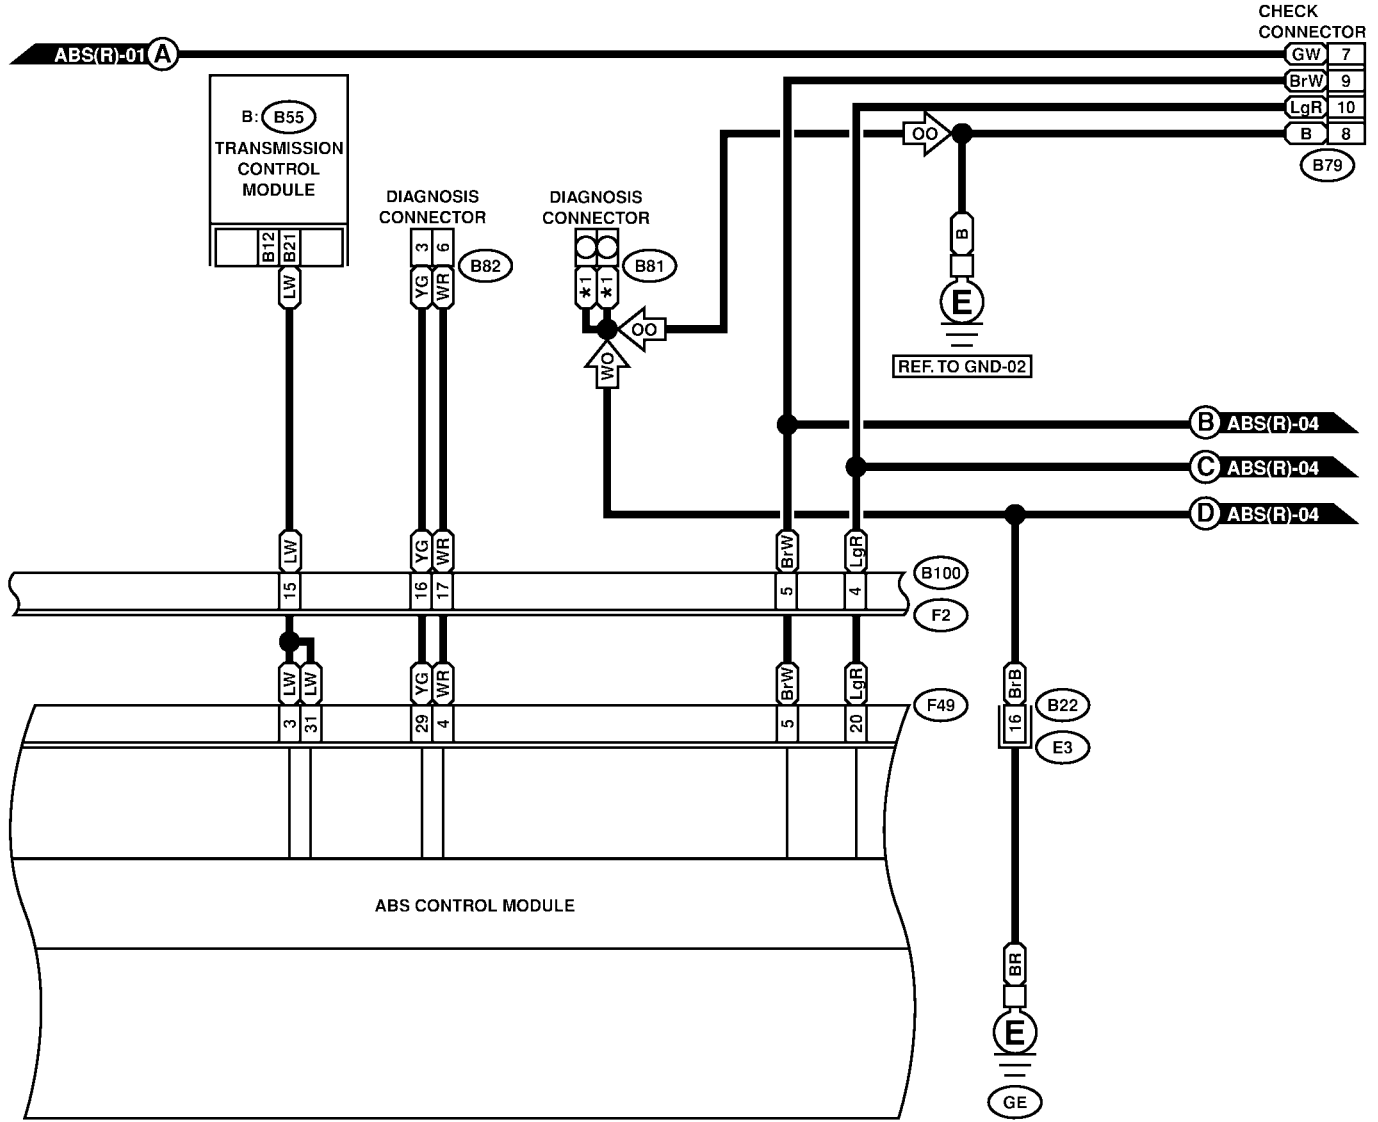 CHECK
CONNECTOR
ABS(R)-01 A
GW 7
BrW 9
LgR 10
B 8
B79
B: B55
TRANSMISSION
CONTROL
MODULE
B12 B21
LW
DIAGNOSIS
CONNECTOR
3 6
B82
YG WR
DIAGNOSIS
CONNECTOR
B81
*1 *1
OO
OO
WO
B
E
REF. TO GND-02
B ABS(R)-04
C ABS(R)-04
D ABS(R)-04
LW YG WR BrW LgR
15 16 17 5 4
B100
F2
LW LW YG WR BrW LgR
3 31 29 4 5 20
F49
BrB
16
B22
E3
ABS CONTROL MODULE
BR
E
GE